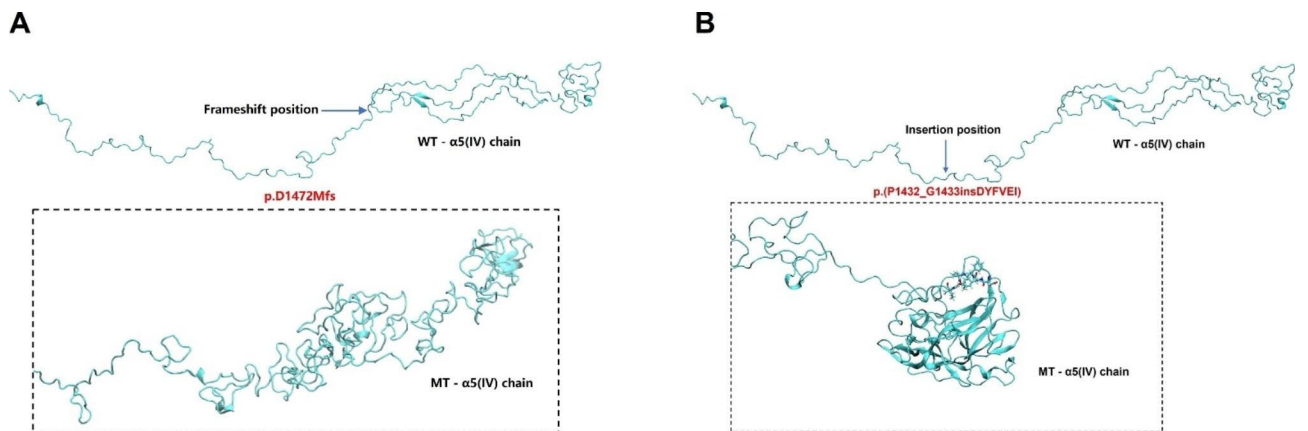 A
Frameshift position
WT - α5(IV) chain
p.D1472Mfs
MT - α5(IV) chain
B
Insertion position
WT - α5(IV) chain
p.(P1432_G1433insDYFVEI)
MT - α5(IV) chain